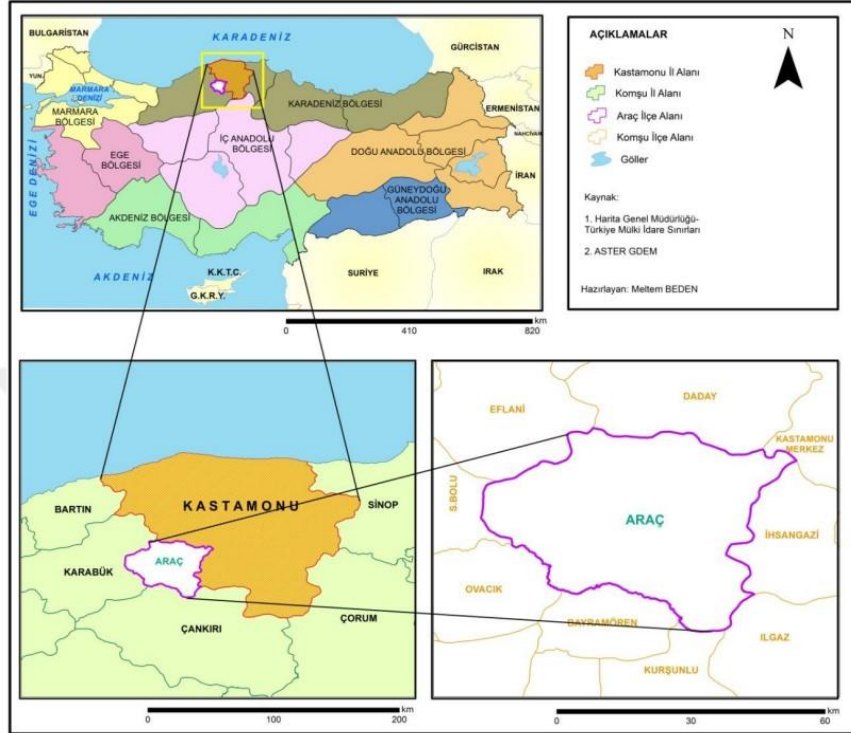 BULGARİSTAN
KARADENİZ
GÜRCİSTAN
YUN.
MARMARA
DENİZİ
MARMARA
BÖLGESİ
KARADENİZ BÖLGESİ
ERMENİSTAN
NAHCIVAN
EGE DENİZİ
EGE
BÖLGESİ
İÇ ANADOLU
BÖLGESİ
DOĞU ANADOLU BÖLGESİ
İRAN
GÜNEYDOĞU
ANADOLU
BÖLGESİ
AKDENİZ BÖLGESİ
AKDENİZ
K.K.T.C.
G.K.R.Y.
SURİYE
IRAK
km
0 410 820
AÇIKLAMALAR
N
Kastamonu İl Alanı
Komşu İl Alanı
Araç İlçe Alanı
Komşu İlçe Alanı
Göller
Kaynak:
1. Harita Genel Müdürlüğü-
Türkiye Mülki İdare Sınırları
2. ASTER GDEM
Hazırlayan: Meltem BEDEN
BARTIN
KASTAMONU
SİNOP
KARABÜK
ARAÇ
ÇANKIRI
ÇORUM
km
0 100 200
EFLANİ
DADAY
KASTAMONU
MERKEZ
S.BOLU
ARAÇ
İHSANGAZİ
OVACIK
BAYRAMÖREN
ILGAZ
KURŞUNLU
km
0 30 60